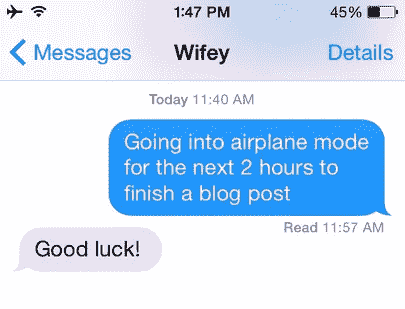 1:47 PM 45%
Messages Wifey Details
Today 11:40 AM
Going into airplane mode
for the next 2 hours to
finish a blog post
Read 11:57 AM
Good luck!